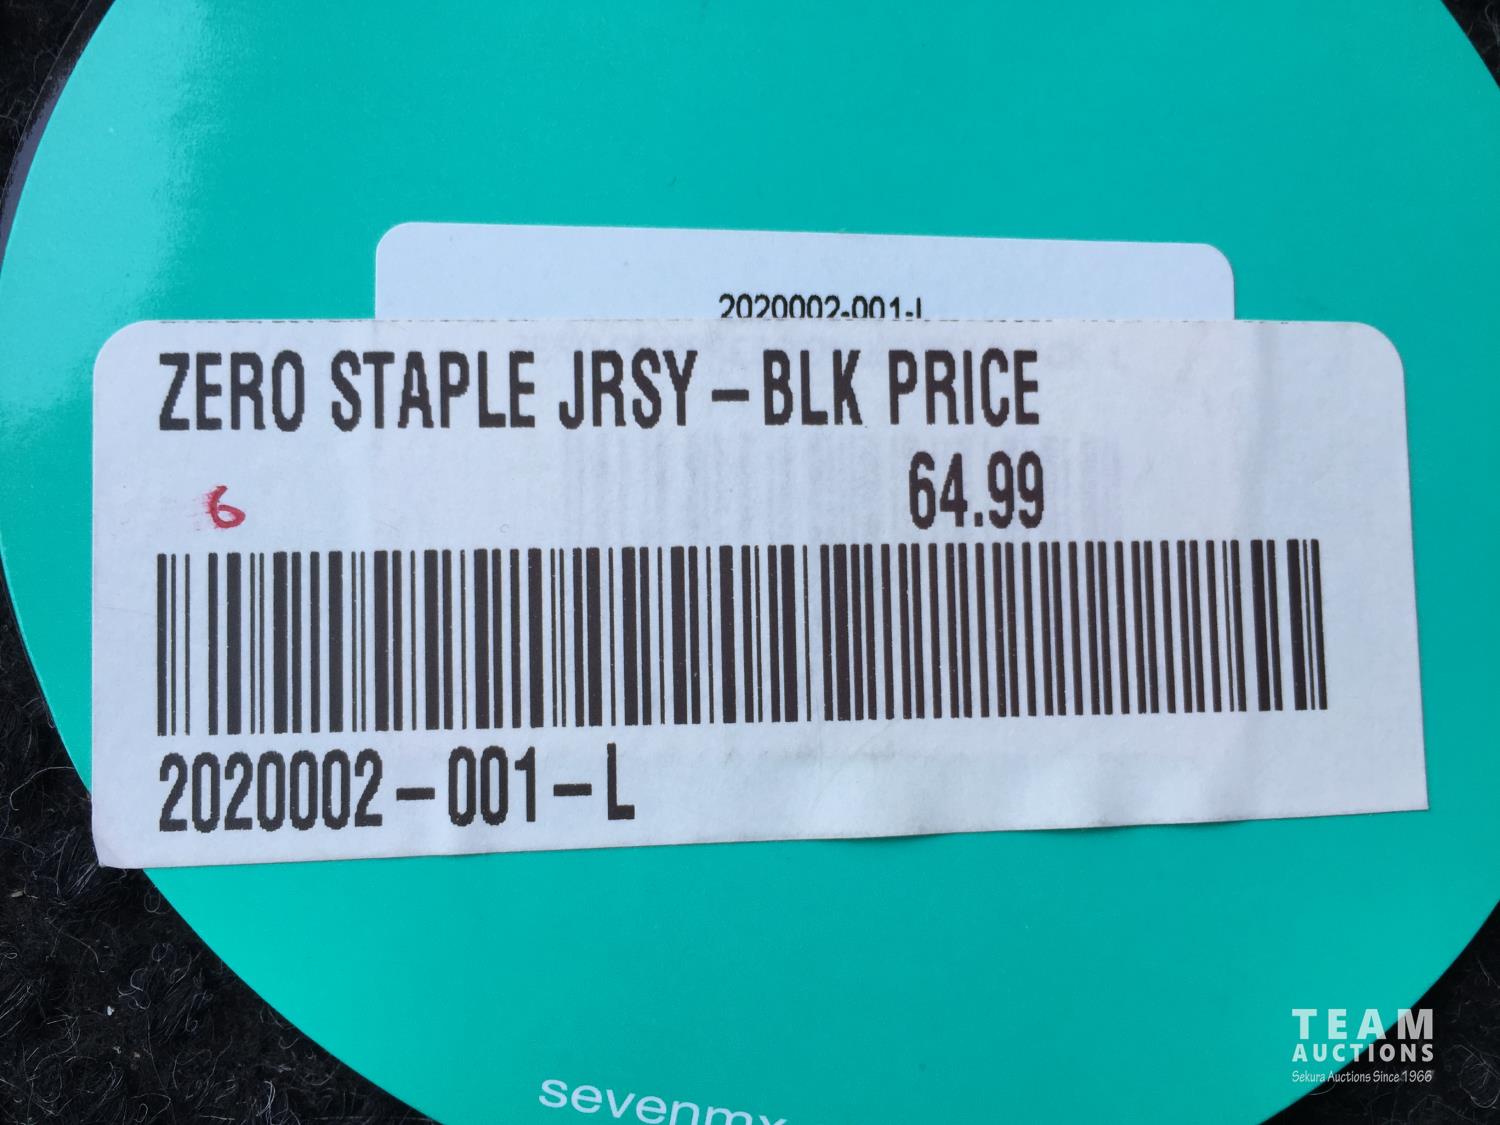 2020002-001-L
ZERO STAPLE JRSY-BLK PRICE
6
64.99
2020002-001-L
sevenmx
TEAM
AUCTIONS
Sekura Auctions Since 1966